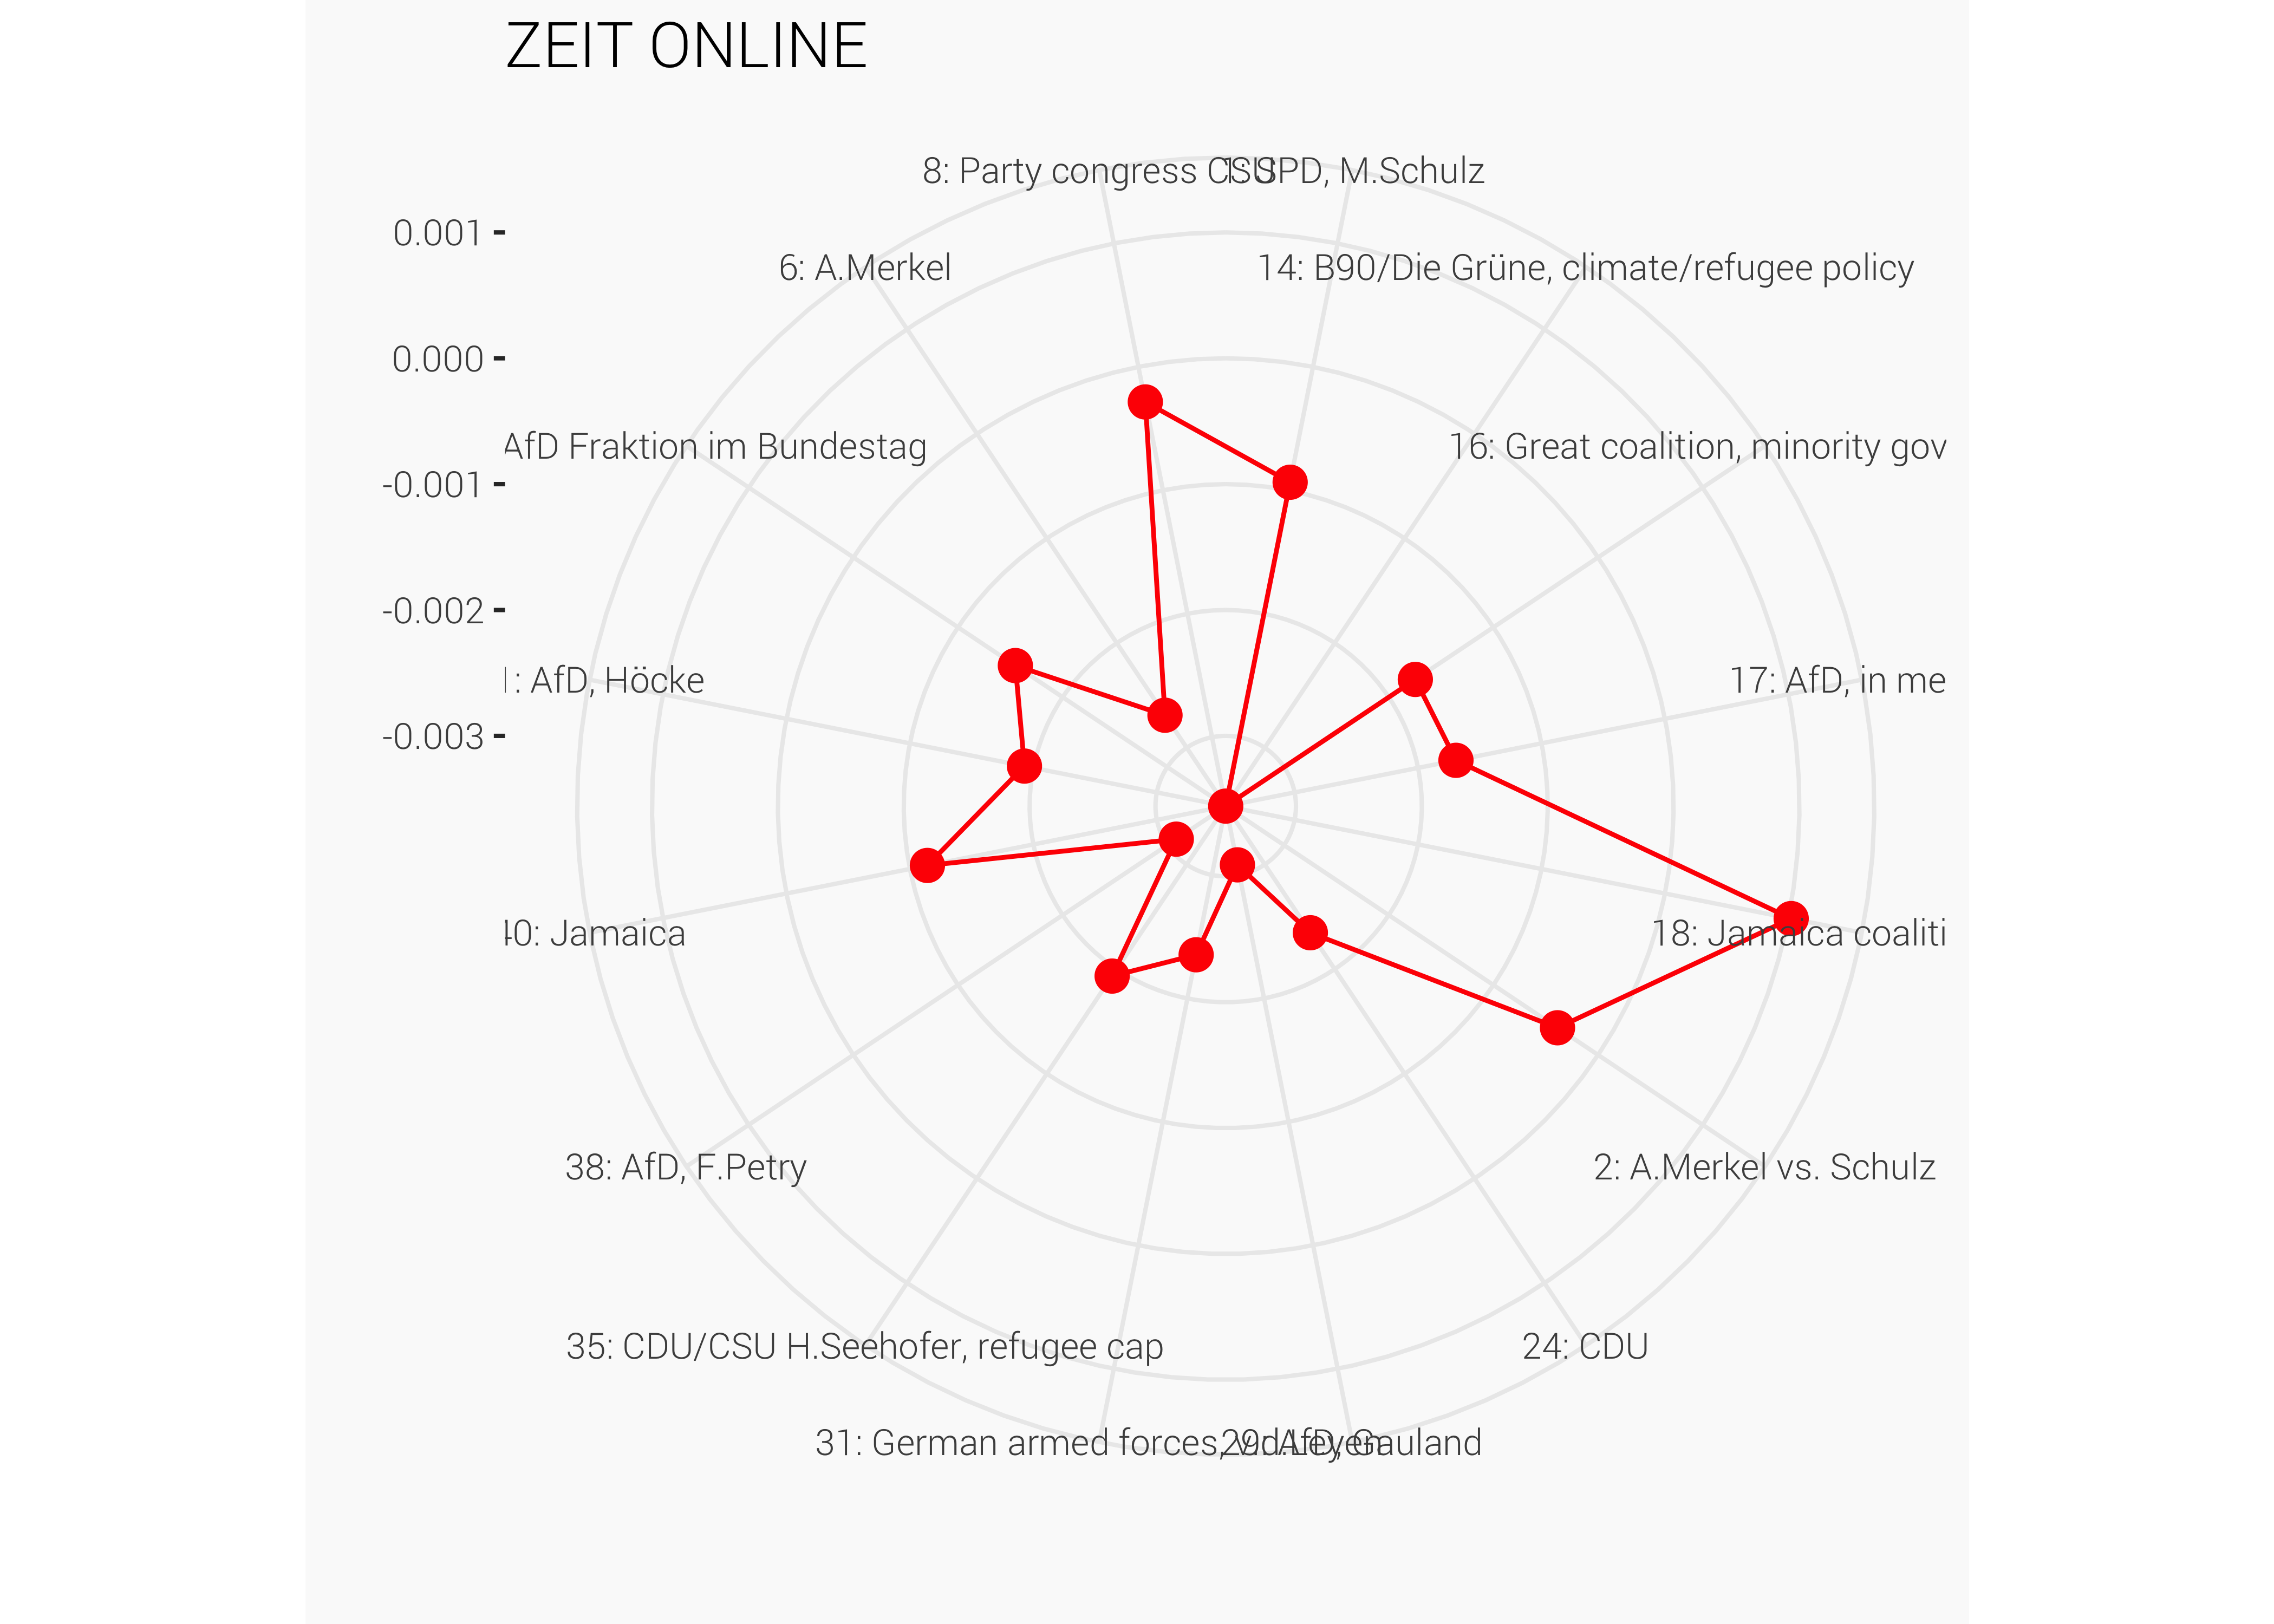 ZEIT ONLINE
8: Party congress CSU
1: SPD, M.Schulz
0.001
6: A.Merkel
14: B90/Die Grüne, climate/refugee policy
0.000
AfD Fraktion im Bundestag
16: Great coalition, minority gov
-0.001
-0.002
: AfD, Höcke
17: AfD, in me
-0.003
0: Jamaica
18: Jamaica coaliti
38: AfD, F.Petry
2: A.Merkel vs. Schulz
35: CDU/CSU H.Seehofer, refugee cap
24: CDU
31: German armed forces, v.d.Leyen
29: AfD, Gauland